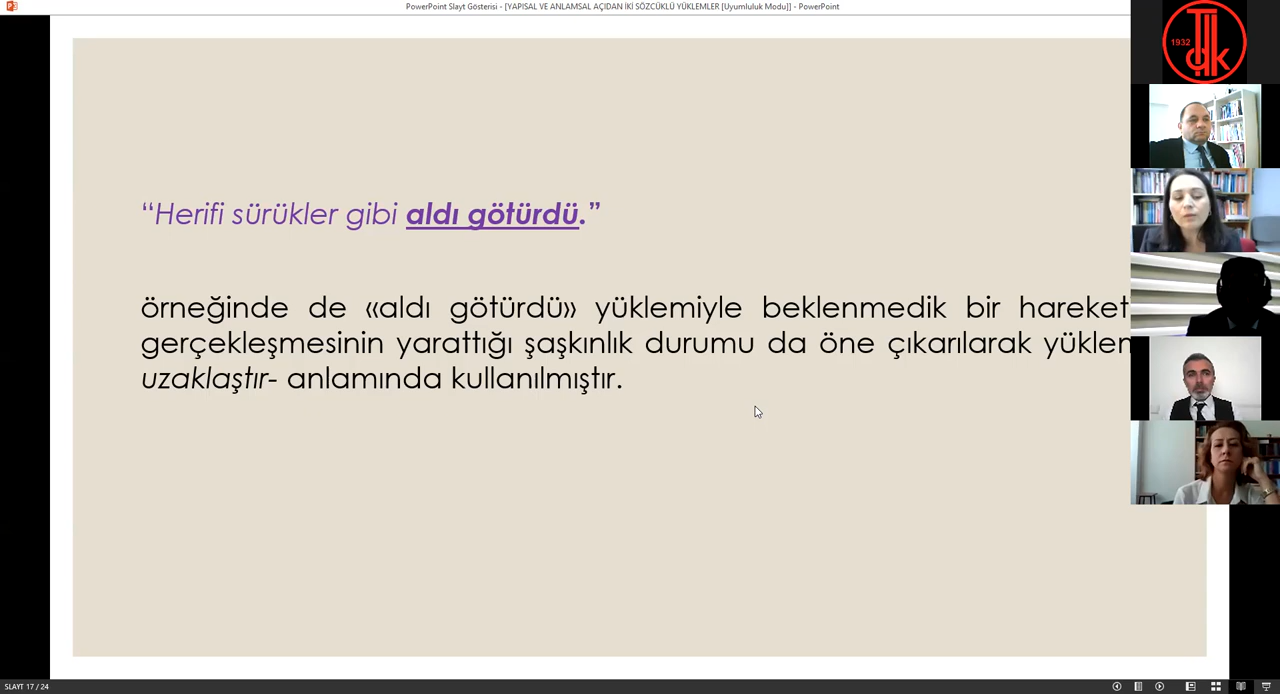 PowerPoint Slayt Gösterisi - [YAPISAL VE ANLAMSAL AÇIDAN İKİ SÖZCÜKLÜ YÜKLEMLER [Uyumluluk Modu]] - PowerPoint
1932
TDK
“Herifi sürükler gibi aldı götürdü.”
örneğinde de «aldı götürdü» yüklemiyle beklenmedik bir hareket
gerçekleşmesinin yarattığı şaşkınlık durumu da öne çıkarılarak
uzaklaştır- anlamında kullanılmıştır.
SLAYT 17 / 24